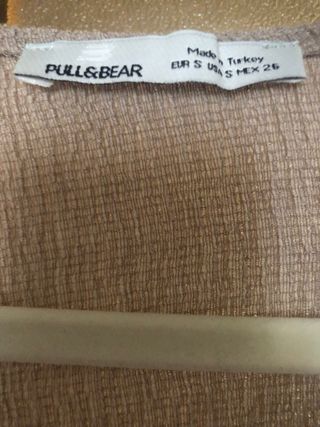 PULL&BEAR
Made in Turkey
EUR S USA S MEX 26